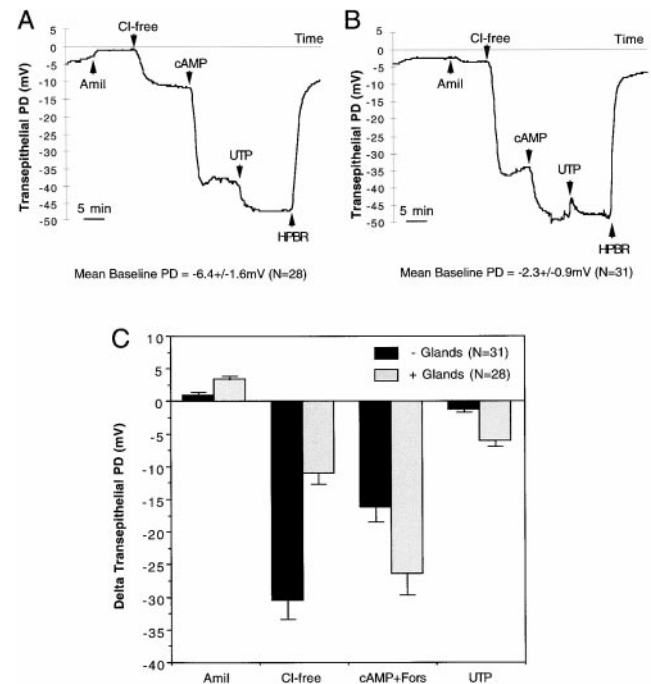 A
Cl-free
Time
cAMP
Amil
UTP
HPBR
Transepithelial PD (mV)
5
0
-5
-10
-15
-20
-25
-30
-35
-40
-45
-50
5 min
Mean Baseline PD = -6.4+/-1.6mV (N=28)
B
Cl-free
Time
Amil
cAMP
UTP
HPBR
Transepithelial PD (mV)
5
0
-5
-10
-15
-20
-25
-30
-35
-40
-45
-50
5 min
Mean Baseline PD = -2.3+/-0.9mV (N=31)
C
- Glands (N=31)
+ Glands (N=28)
Delta Transepithelial PD (mV)
10
5
0
-5
-10
-15
-20
-25
-30
-35
-40
Amil Cl-free cAMP+Fors UTP